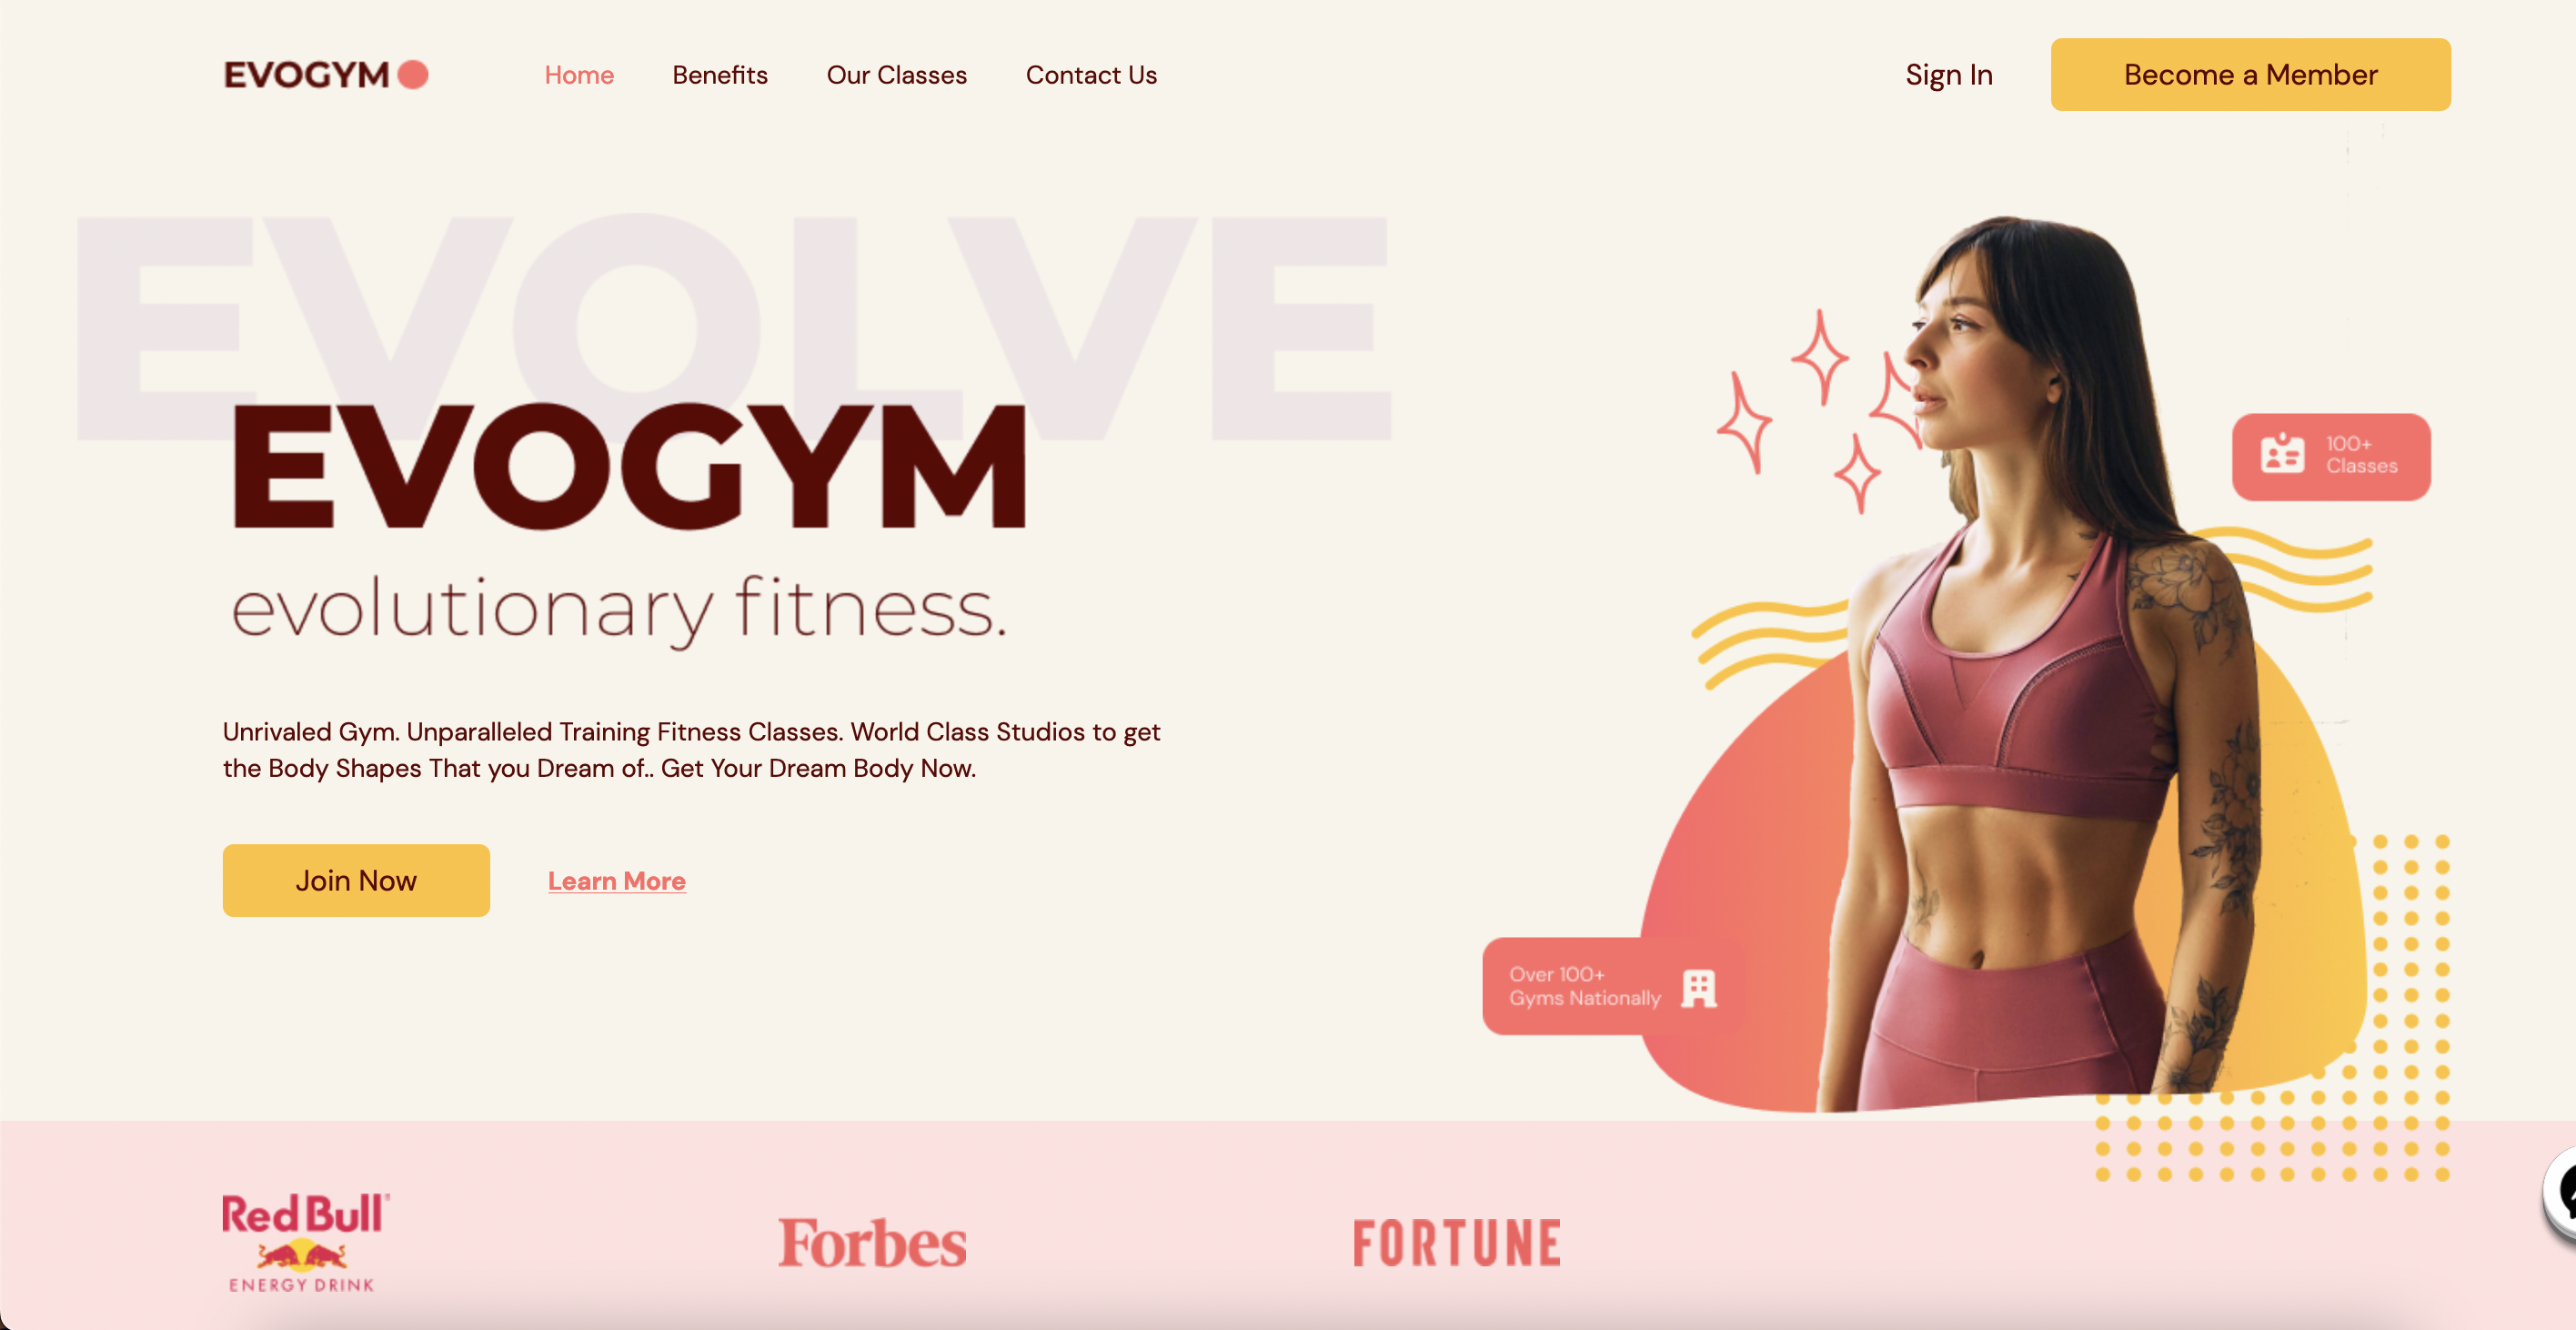 EVOGYM
Home
Benefits
Our Classes
Contact Us
Sign In
Become a Member
EVOLVE
EVOGYM
evolutionary fitness.
Unrivaled Gym. Unparalleled Training Fitness Classes. World Class Studios to get
the Body Shapes That you Dream of.. Get Your Dream Body Now.
Join Now
Learn More
100+
Classes
Over 100+
Gyms Nationally
Red Bull
ENERGY DRINK
Forbes
FORTUNE